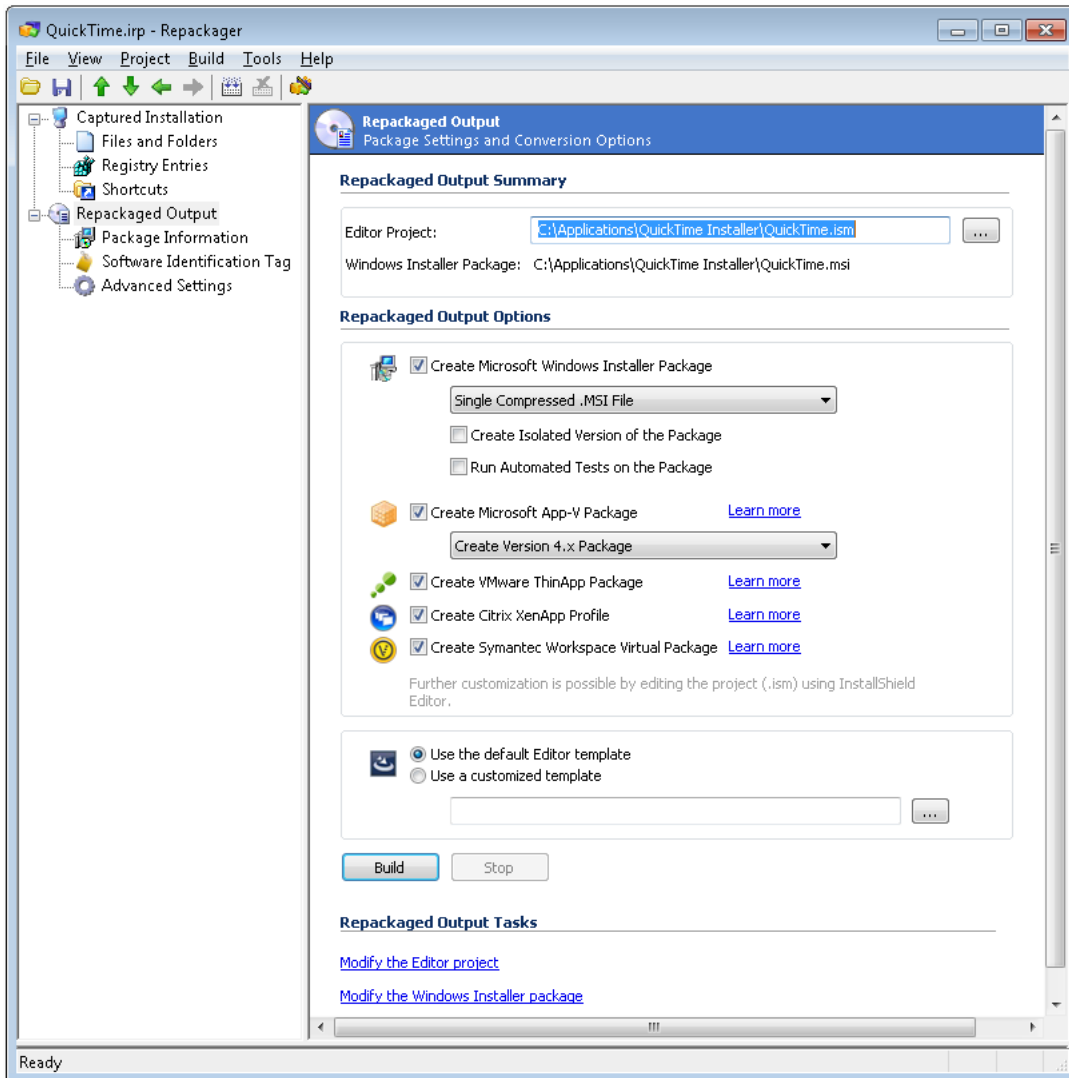 QuickTime.irp - Repackager
File View Project Build Tools Help
Captured Installation
Files and Folders
Registry Entries
Shortcuts
Repackaged Output
Package Information
Software Identification Tag
Advanced Settings
Repackaged Output
Package Settings and Conversion Options
Repackaged Output Summary
Editor Project: C:\Applications\QuickTime Installer\QuickTime.ism ...
Windows Installer Package: C:\Applications\QuickTime Installer\QuickTime.msi
Repackaged Output Options
Create Microsoft Windows Installer Package
Single Compressed .MSI File
Create Isolated Version of the Package
Run Automated Tests on the Package
Create Microsoft App-V Package Learn more
Create Version 4.x Package
Create VMware ThinApp Package Learn more
Create Citrix XenApp Profile Learn more
Create Symantec Workspace Virtual Package Learn more
Further customization is possible by editing the project (.ism) using InstallShield
Editor.
Use the default Editor template
Use a customized template
...
Build Stop
Repackaged Output Tasks
Modify the Editor project
Modify the Windows Installer package
Ready